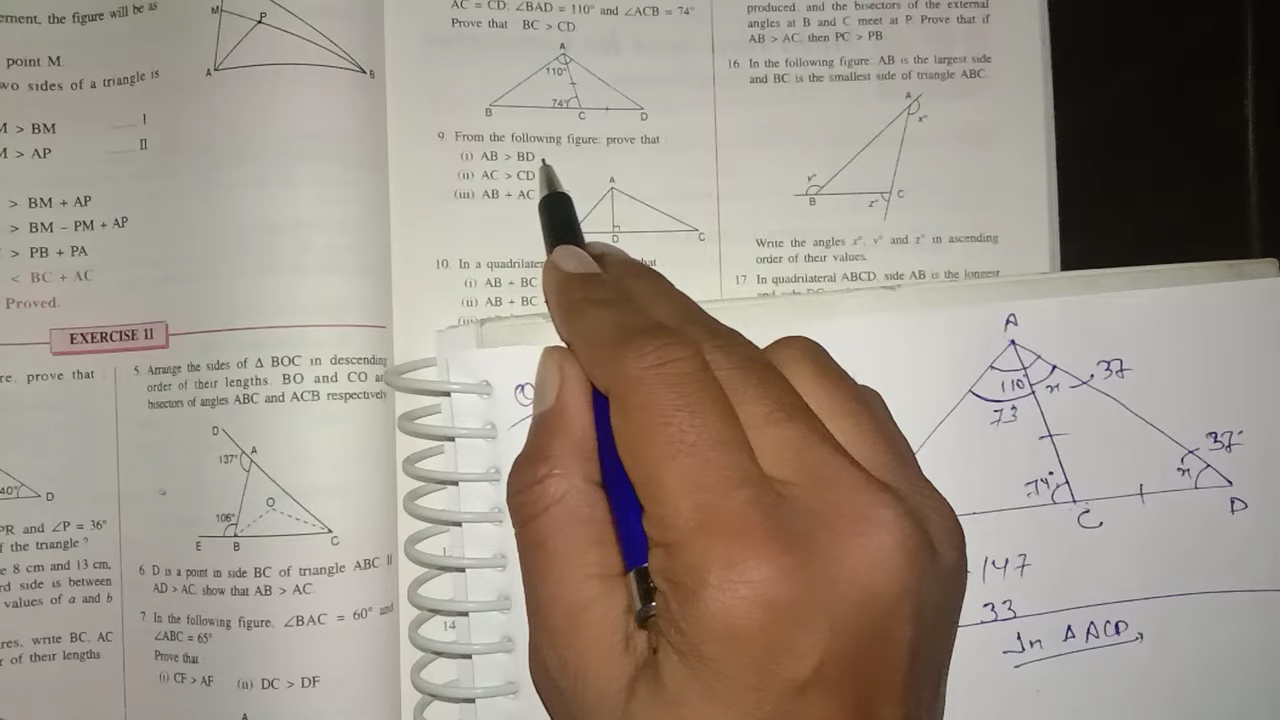 ement, the figure will be as
point M.
wo sides of a triangle is
M > BM I
M > AP II
> BM + AP
> BM - PM + AP
> PB + PA
< BC + AC
Proved.
M
P
A
B
EXERCISE 11
re, prove that
40°
D
PR and ∠P = 36°
f the triangle ?
e 8 cm and 13 cm,
rd side is between
values of a and b
res, write BC, AC
r of their lengths
5. Arrange the sides of Δ BOC in descending
order of their lengths. BO and CO ar
bisectors of angles ABC and ACB respectively.
D
137°
A
O
106°
E
B
C
6. D is a point in side BC of triangle ABC. If
AD > AC, show that AB > AC.
7. In the following figure, ∠BAC = 60° and
∠ABC = 65°
Prove that
(i) CF > AF (ii) DC > DF
A
AC = CD; ∠BAD = 110° and ∠ACB = 74°
Prove that : BC > CD
A
110°
74°
B
C
D
9. From the following figure; prove that :
(i) AB > BD
(ii) AC > CD
(iii) AB + AC
A
D
C
10. In a quadrilater
(i) AB + BC
(ii) AB + BC
14
produced; and the bisectors of the external
angles at B and C meet at P. Prove that if
AB > AC, then PC > PB.
16. In the following figure, AB is the largest side
and BC is the smallest side of triangle ABC.
A
x°
y°
B
z°
C
Write the angles x°, y° and z° in ascending
order of their values.
17. In quadrilateral ABCD, side AB is the longest
Q
A
110
x
37
73
37°
x
74°
C
D
147
33
In Δ ACD,